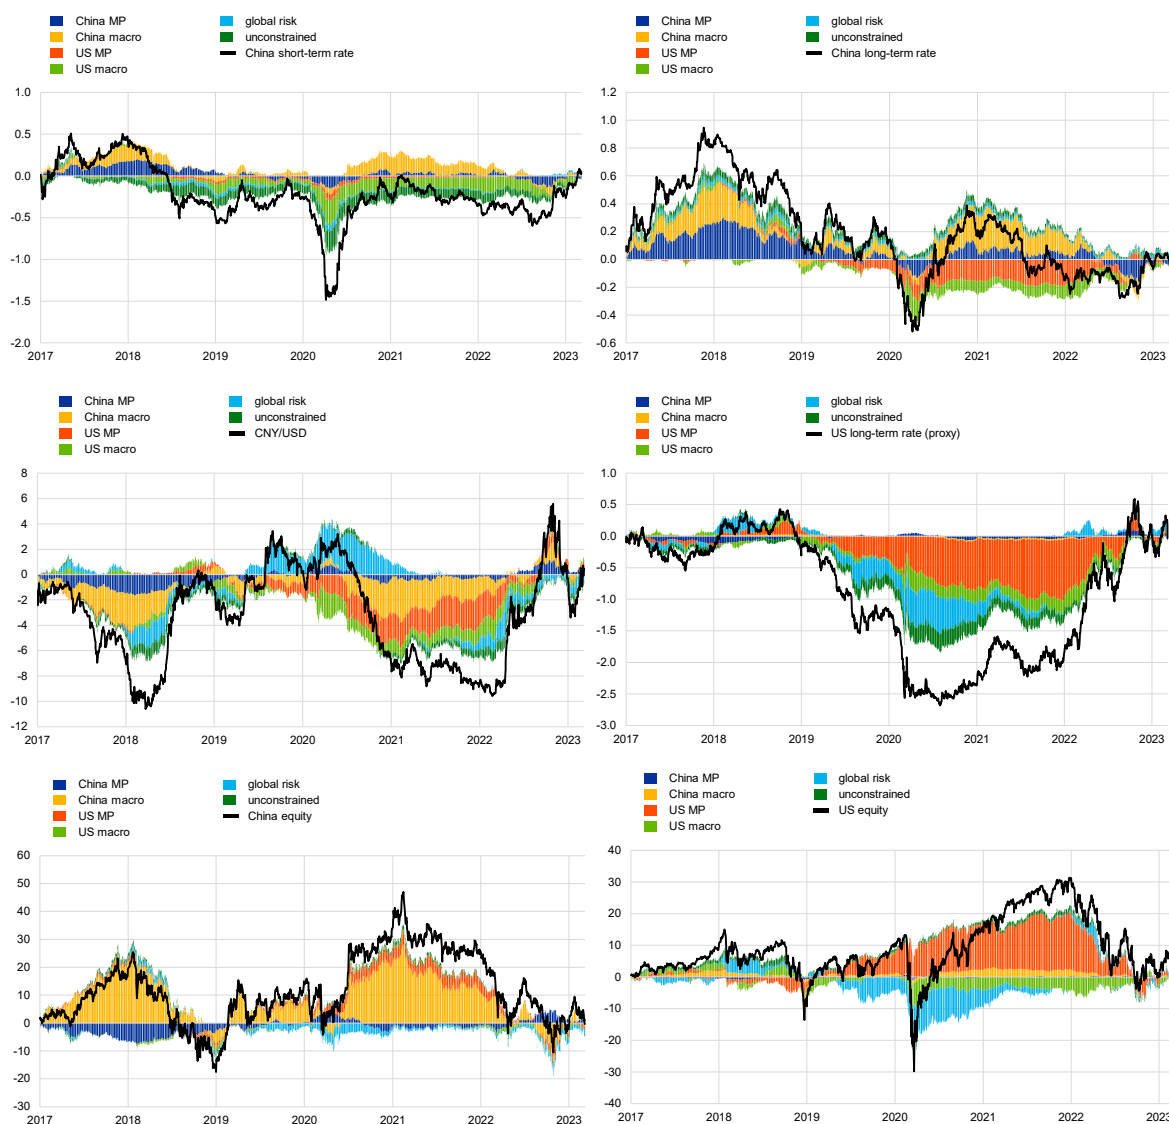 China MP
China macro
US MP
US macro
global risk
unconstrained
China short-term rate
1.0
0.5
0.0
-0.5
-1.0
-1.5
-2.0
2017 2018 2019 2020 2021 2022 2023
China MP
China macro
US MP
US macro
global risk
unconstrained
China long-term rate
1.2
1.0
0.8
0.6
0.4
0.2
0.0
-0.2
-0.4
-0.6
2017 2018 2019 2020 2021 2022 2023
China MP
China macro
US MP
US macro
global risk
unconstrained
CNY/USD
8
6
4
2
0
-2
-4
-6
-8
-10
-12
2017 2018 2019 2020 2021 2022 2023
China MP
China macro
US MP
US macro
global risk
unconstrained
US long-term rate (proxy)
1.0
0.5
0.0
-0.5
-1.0
-1.5
-2.0
-2.5
-3.0
2017 2018 2019 2020 2021 2022 2023
China MP
China macro
US MP
US macro
global risk
unconstrained
China equity
60
50
40
30
20
10
0
-10
-20
-30
2017 2018 2019 2020 2021 2022 2023
China MP
China macro
US MP
US macro
global risk
unconstrained
US equity
40
30
20
10
0
-10
-20
-30
-40
2017 2018 2019 2020 2021 2022 2023